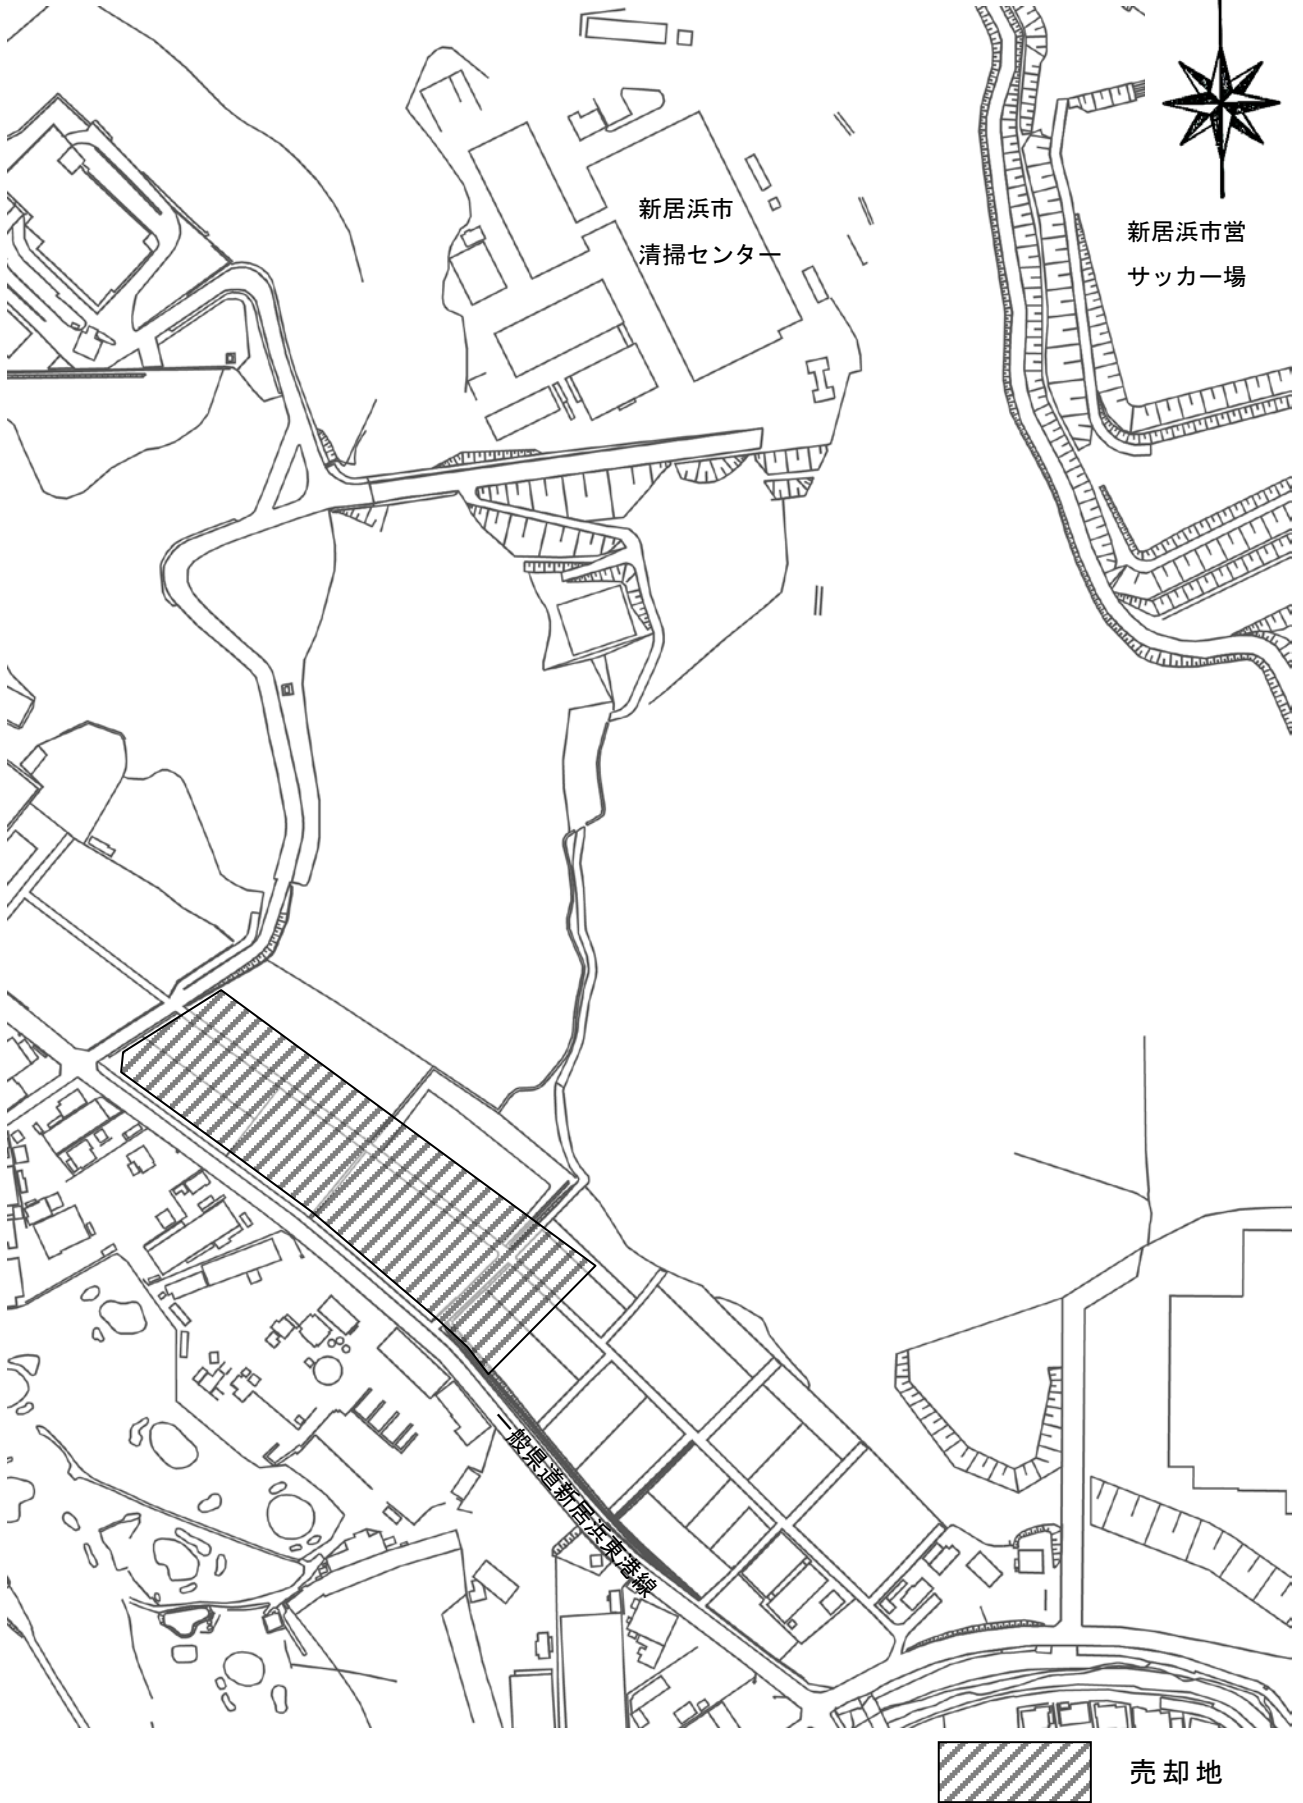 新居浜市
清掃センター
新居浜市営
サッカー場
一般県道新居浜東港線
売却地